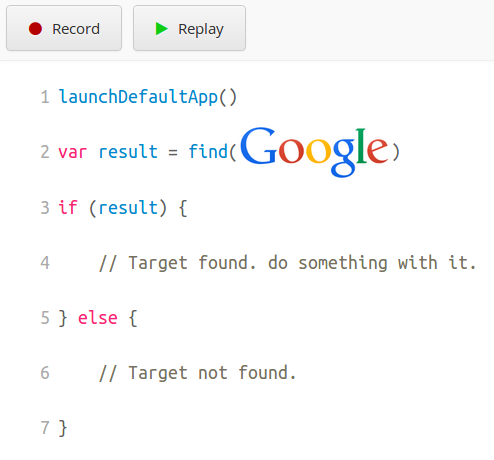 Record Replay
1 launchDefaultApp()
2 var result = find(Google)
3 if (result) {
4 // Target found. do something with it.
5 } else {
6 // Target not found.
7 }